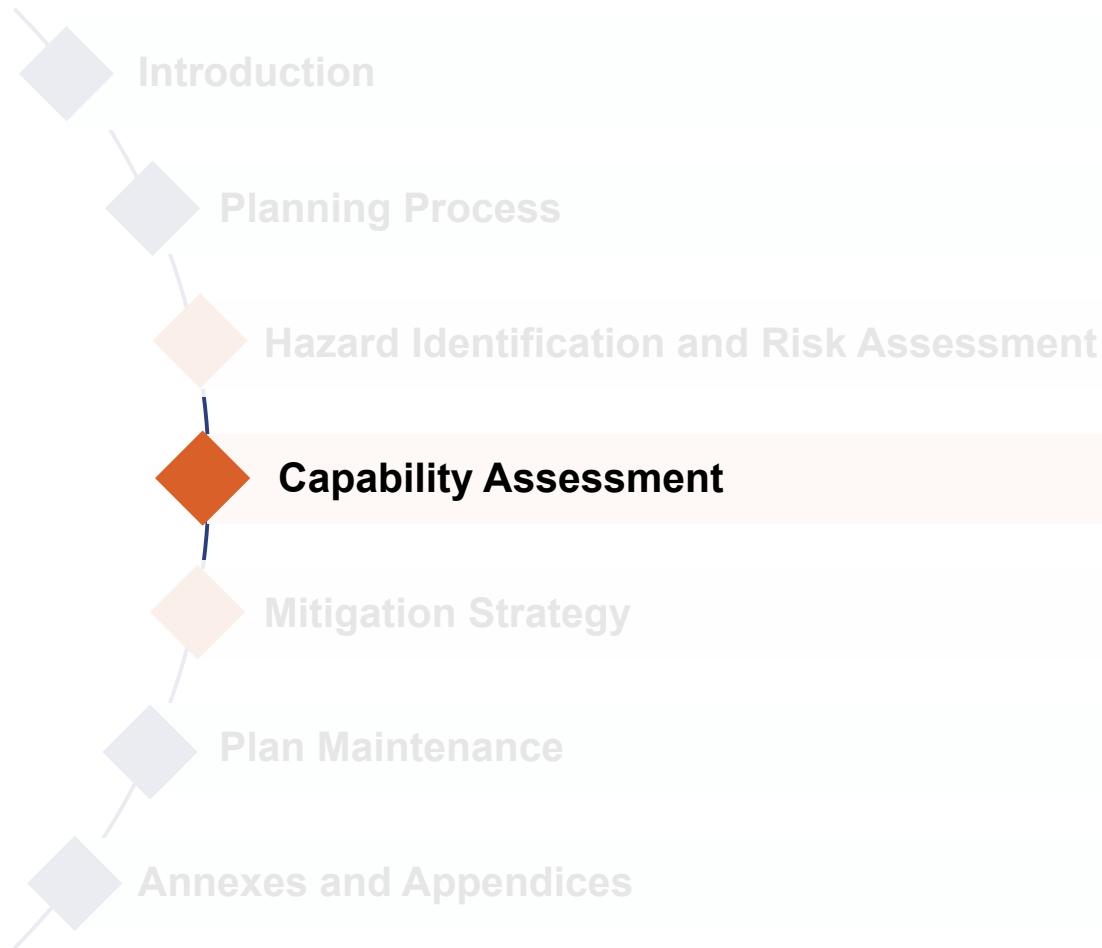 Introduction
Planning Process
Hazard Identification and Risk Assessment
Capability Assessment
Mitigation Strategy
Plan Maintenance
Annexes and Appendices